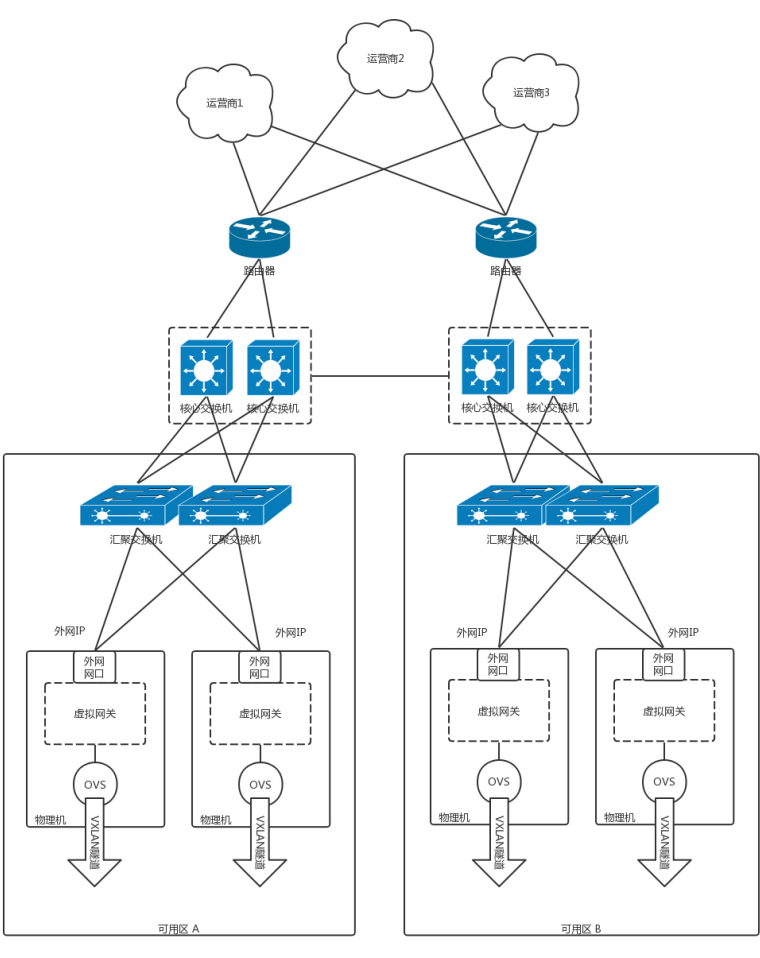 运营商2
运营商1
运营商3
路由器
路由器
核心交换机
核心交换机
核心交换机
核心交换机
汇聚交换机
汇聚交换机
汇聚交换机
汇聚交换机
外网IP
外网IP
外网IP
外网IP
外网
网口
外网
网口
外网
网口
外网
网口
虚拟网关
虚拟网关
虚拟网关
虚拟网关
OVS
OVS
OVS
OVS
物理机
物理机
物理机
物理机
VXLAN隧道
VXLAN隧道
VXLAN隧道
VXLAN隧道
可用区 A
可用区 B